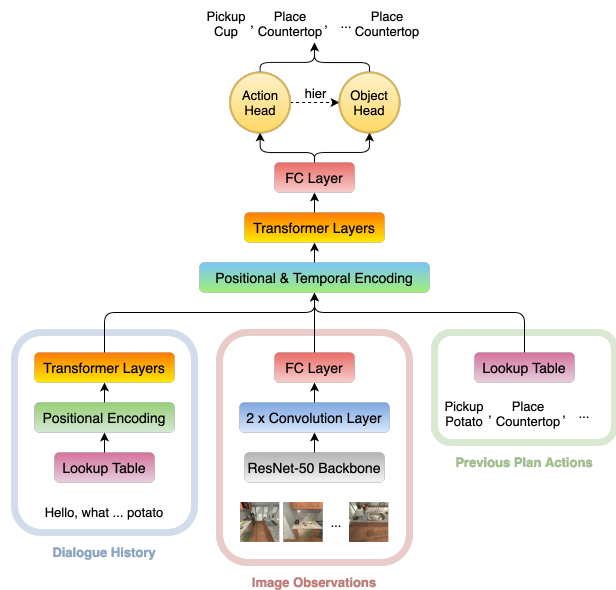 Pickup Cup , Place Countertop , ... Place Countertop
Action Head
hier
Object Head
FC Layer
Transformer Layers
Positional & Temporal Encoding
Transformer Layers
Positional Encoding
Lookup Table
Hello, what ... potato
Dialogue History
FC Layer
2 x Convolution Layer
ResNet-50 Backbone
...
Image Observations
Lookup Table
Pickup Potato , Place Countertop , ...
Previous Plan Actions